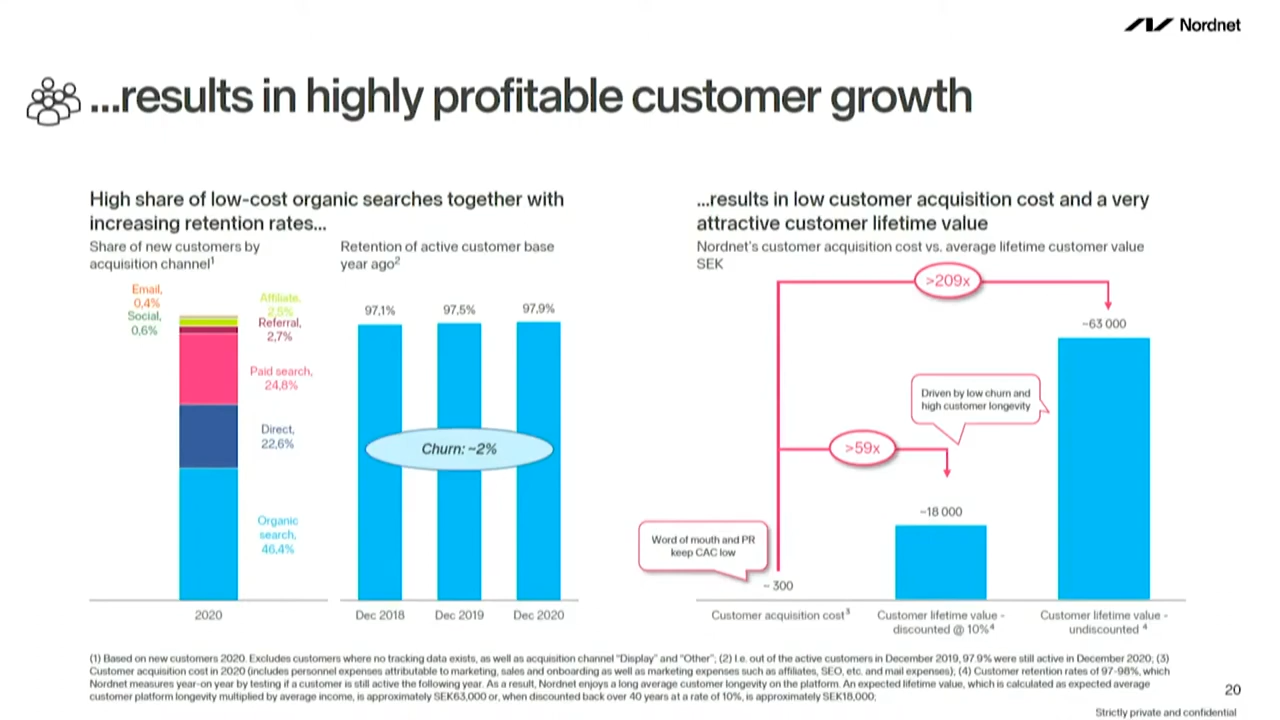 Nordnet
...results in highly profitable customer growth
High share of low-cost organic searches together with
increasing retention rates...
Share of new customers by
acquisition channel1
Email,
0,4%
Social,
0,6%
Affiliate,
2,5%
Referral,
2,7%
Paid search,
24,8%
Direct,
22,6%
Organic
search,
46,4%
2020
Retention of active customer base
year ago2
97,1%
97,5%
97,9%
Churn: ~2%
Dec 2018
Dec 2019
Dec 2020
...results in low customer acquisition cost and a very
attractive customer lifetime value
Nordnet's customer acquisition cost vs. average lifetime customer value
SEK
>209x
~63 000
Driven by low churn and
high customer longevity
>59x
~18 000
Word of mouth and PR
keep CAC low
~ 300
Customer acquisition cost3
Customer lifetime value -
discounted @ 10%4
Customer lifetime value -
undiscounted 4
(1) Based on new customers 2020. Excludes customers where no tracking data exists, as well as acquisition channel "Display" and "Other"; (2) I.e. out of the active customers in December 2019, 97.9% were still active in December 2020; (3)
Customer acquisition cost in 2020 (includes personnel expenses attributable to marketing, sales and onboarding as well as marketing expenses such as affiliates, SEO, etc. and mail expenses); (4) Customer retention rates of 97-98%, which
Nordnet measures year-on year by testing if a customer is still active the following year. As a result, Nordnet enjoys a long average customer longevity on the platform. An expected lifetime value, which is calculated as expected average
customer platform longevity multiplied by average income, is approximately SEK63,000 or, when discounted back over 40 years at a rate of 10%, is approximately SEK18,000;
20
Strictly private and confidential